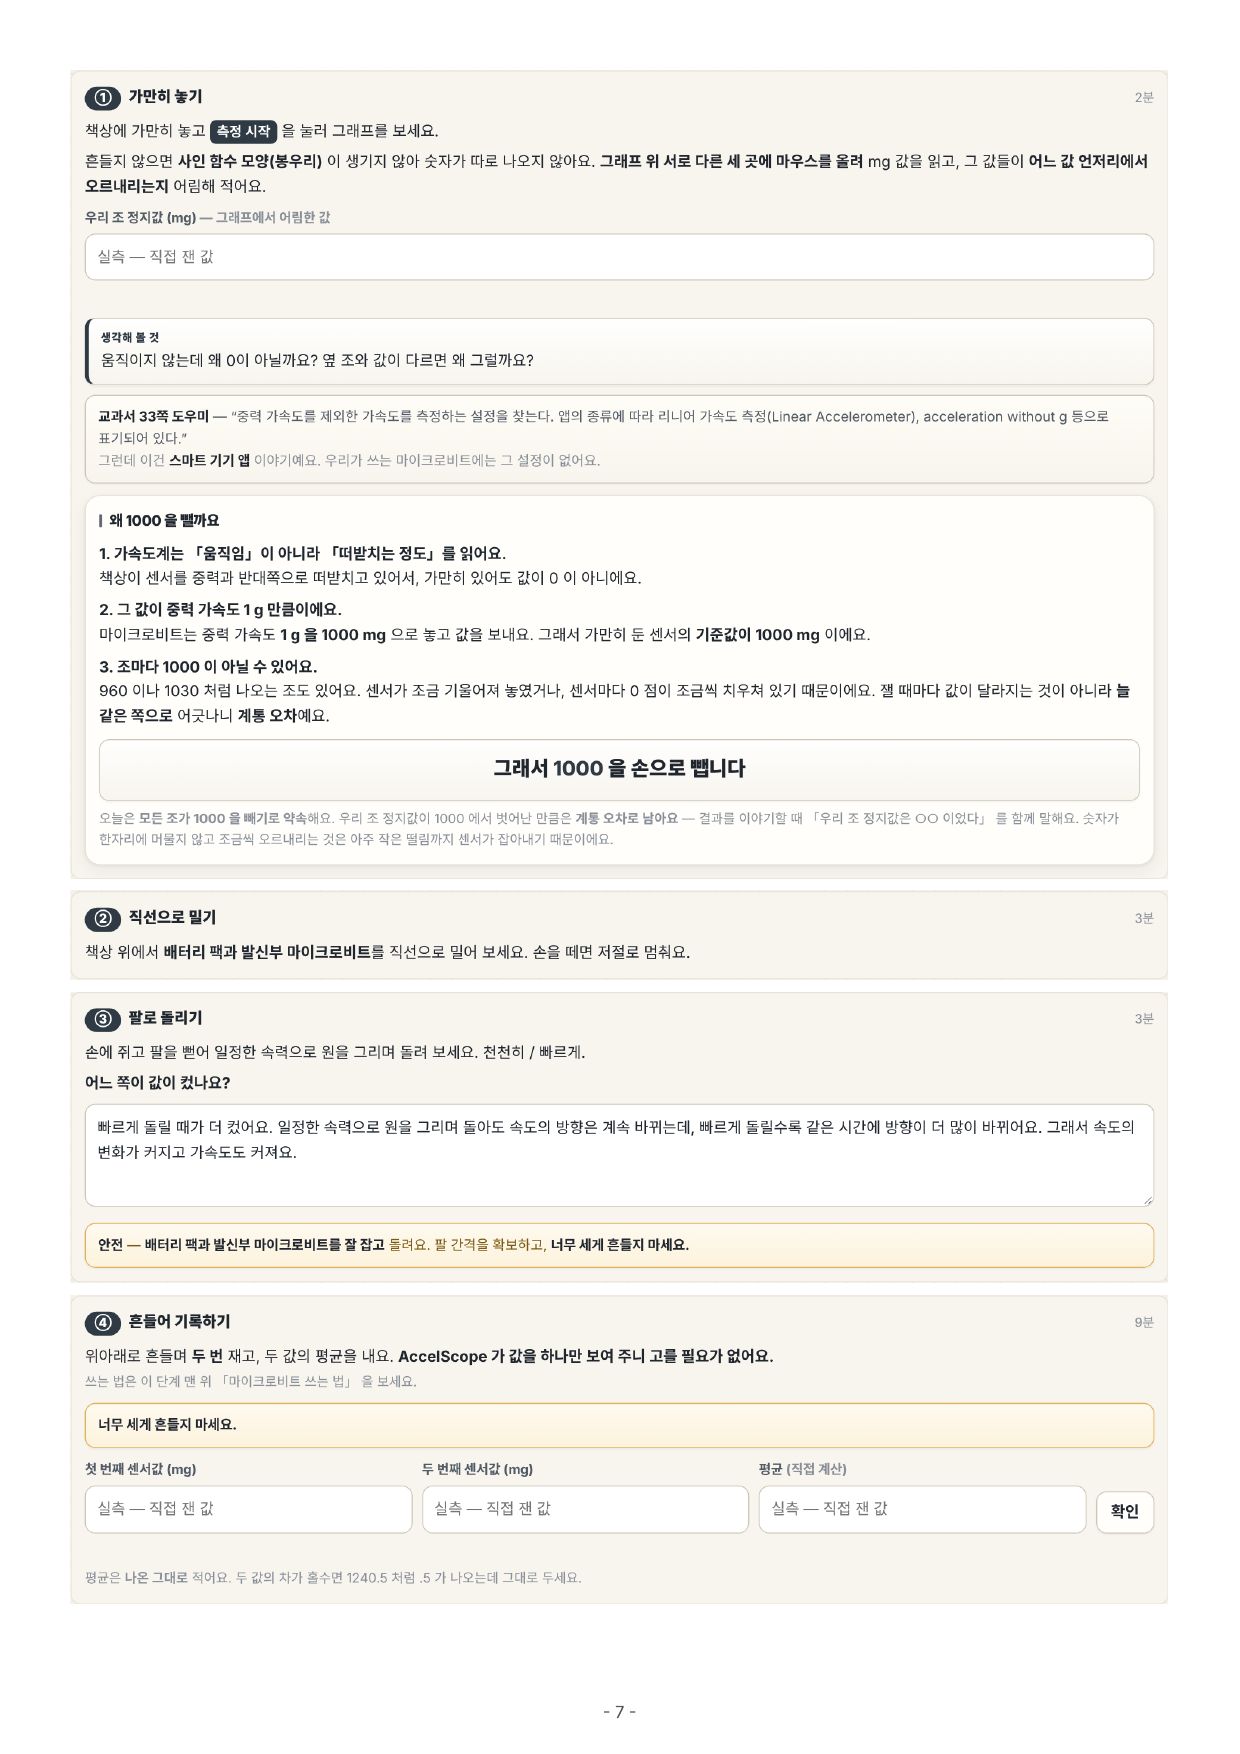 ① 가만히 놓기 2분
책상에 가만히 놓고 측정 시작 을 눌러 그래프를 보세요.
흔들지 않으면 사인 함수 모양(봉우리) 이 생기지 않아 숫자가 따로 나오지 않아요. 그래프 위 서로 다른 세 곳에 마우스를 올려 mg 값을 읽고, 그 값들이 어느 값 언저리에서
오르내리는지 어림해 적어요.
우리 조 정지값 (mg) — 그래프에서 어림한 값
실측 — 직접 잰 값
생각해 볼 것
움직이지 않는데 왜 0이 아닐까요? 옆 조와 값이 다르면 왜 그럴까요?
교과서 33쪽 도우미 — “중력 가속도를 제외한 가속도를 측정하는 설정을 찾는다. 앱의 종류에 따라 리니어 가속도 측정(Linear Accelerometer), acceleration without g 등으로
표기되어 있다.”
그런데 이건 스마트 기기 앱 이야기예요. 우리가 쓰는 마이크로비트에는 그 설정이 없어요.
왜 1000 을 뺄까요
1. 가속도계는 「움직임」이 아니라 「떠받치는 정도」를 읽어요.
책상이 센서를 중력과 반대쪽으로 떠받치고 있어서, 가만히 있어도 값이 0 이 아니에요.
2. 그 값이 중력 가속도 1 g 만큼이에요.
마이크로비트는 중력 가속도 1 g 을 1000 mg 으로 놓고 값을 보내요. 그래서 가만히 둔 센서의 기준값이 1000 mg 이에요.
3. 조마다 1000 이 아닐 수 있어요.
960 이나 1030 처럼 나오는 조도 있어요. 센서가 조금 기울어져 놓였거나, 센서마다 0 점이 조금씩 치우쳐 있기 때문이에요. 잴 때마다 값이 달라지는 것이 아니라 늘
같은 쪽으로 어긋나니 계통 오차예요.
그래서 1000 을 손으로 뺍니다
오늘은 모든 조가 1000 을 빼기로 약속해요. 우리 조 정지값이 1000 에서 벗어난 만큼은 계통 오차로 남아요 — 결과를 이야기할 때 「우리 조 정지값은 ○○ 이었다」 를 함께 말해요. 숫자가
한자리에 머물지 않고 조금씩 오르내리는 것은 아주 작은 떨림까지 센서가 잡아내기 때문이에요.
② 직선으로 밀기 3분
책상 위에서 배터리 팩과 발신부 마이크로비트를 직선으로 밀어 보세요. 손을 떼면 저절로 멈춰요.
③ 팔로 돌리기 3분
손에 쥐고 팔을 뻗어 일정한 속력으로 원을 그리며 돌려 보세요. 천천히 / 빠르게.
어느 쪽이 값이 컸나요?
빠르게 돌릴 때가 더 컸어요. 일정한 속력으로 원을 그리며 돌아도 속도의 방향은 계속 바뀌는데, 빠르게 돌릴수록 같은 시간에 방향이 더 많이 바뀌어요. 그래서 속도의
변화가 커지고 가속도도 커져요.
안전 — 배터리 팩과 발신부 마이크로비트를 잘 잡고 돌려요. 팔 간격을 확보하고, 너무 세게 흔들지 마세요.
④ 흔들어 기록하기 9분
위아래로 흔들며 두 번 재고, 두 값의 평균을 내요. AccelScope 가 값을 하나만 보여 주니 고를 필요가 없어요.
쓰는 법은 이 단계 맨 위 「마이크로비트 쓰는 법」 을 보세요.
너무 세게 흔들지 마세요.
첫 번째 센서값 (mg) 두 번째 센서값 (mg) 평균 (직접 계산)
실측 — 직접 잰 값 실측 — 직접 잰 값 실측 — 직접 잰 값 확인
평균은 나온 그대로 적어요. 두 값의 차가 홀수면 1240.5 처럼 .5 가 나오는데 그대로 두세요.
- 7 -